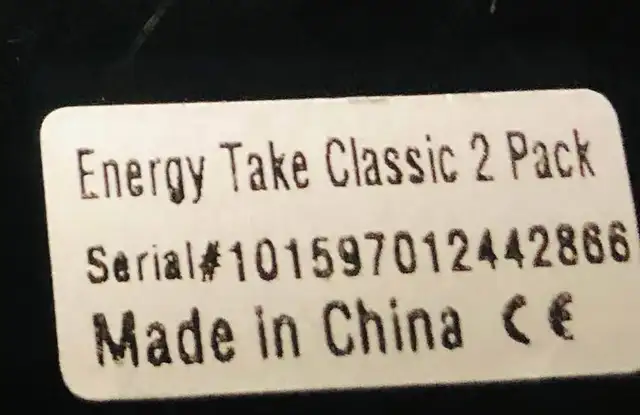 Energy Take Classic 2 Pack
Serial#101597012442866
Made in China CE